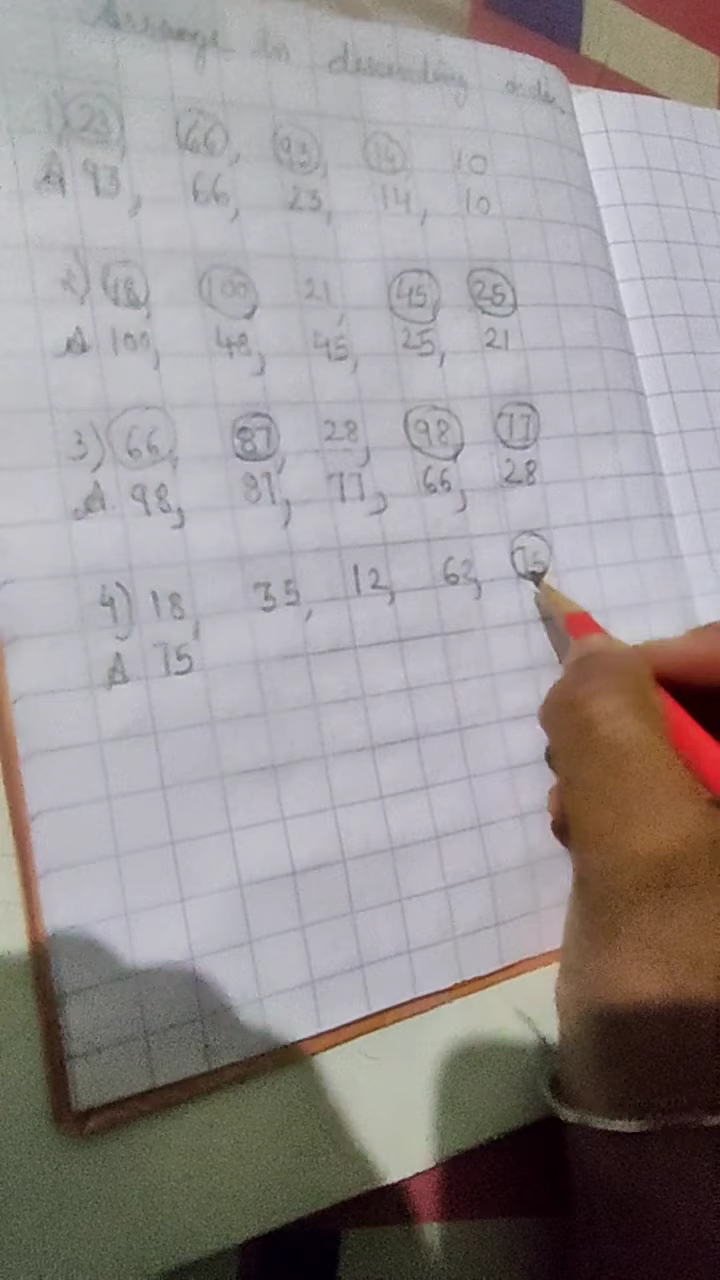 Arrange in descending order.
1) 23, 66, 93, 14, 10
A 93, 66, 23, 14, 10
2) 48, 100, 21, 45, 25
A 100, 48, 45, 25, 21
3) 66, 87, 28, 98, 77
A. 98, 87, 77, 66, 28
4) 18, 35, 12, 62, 75
A 75